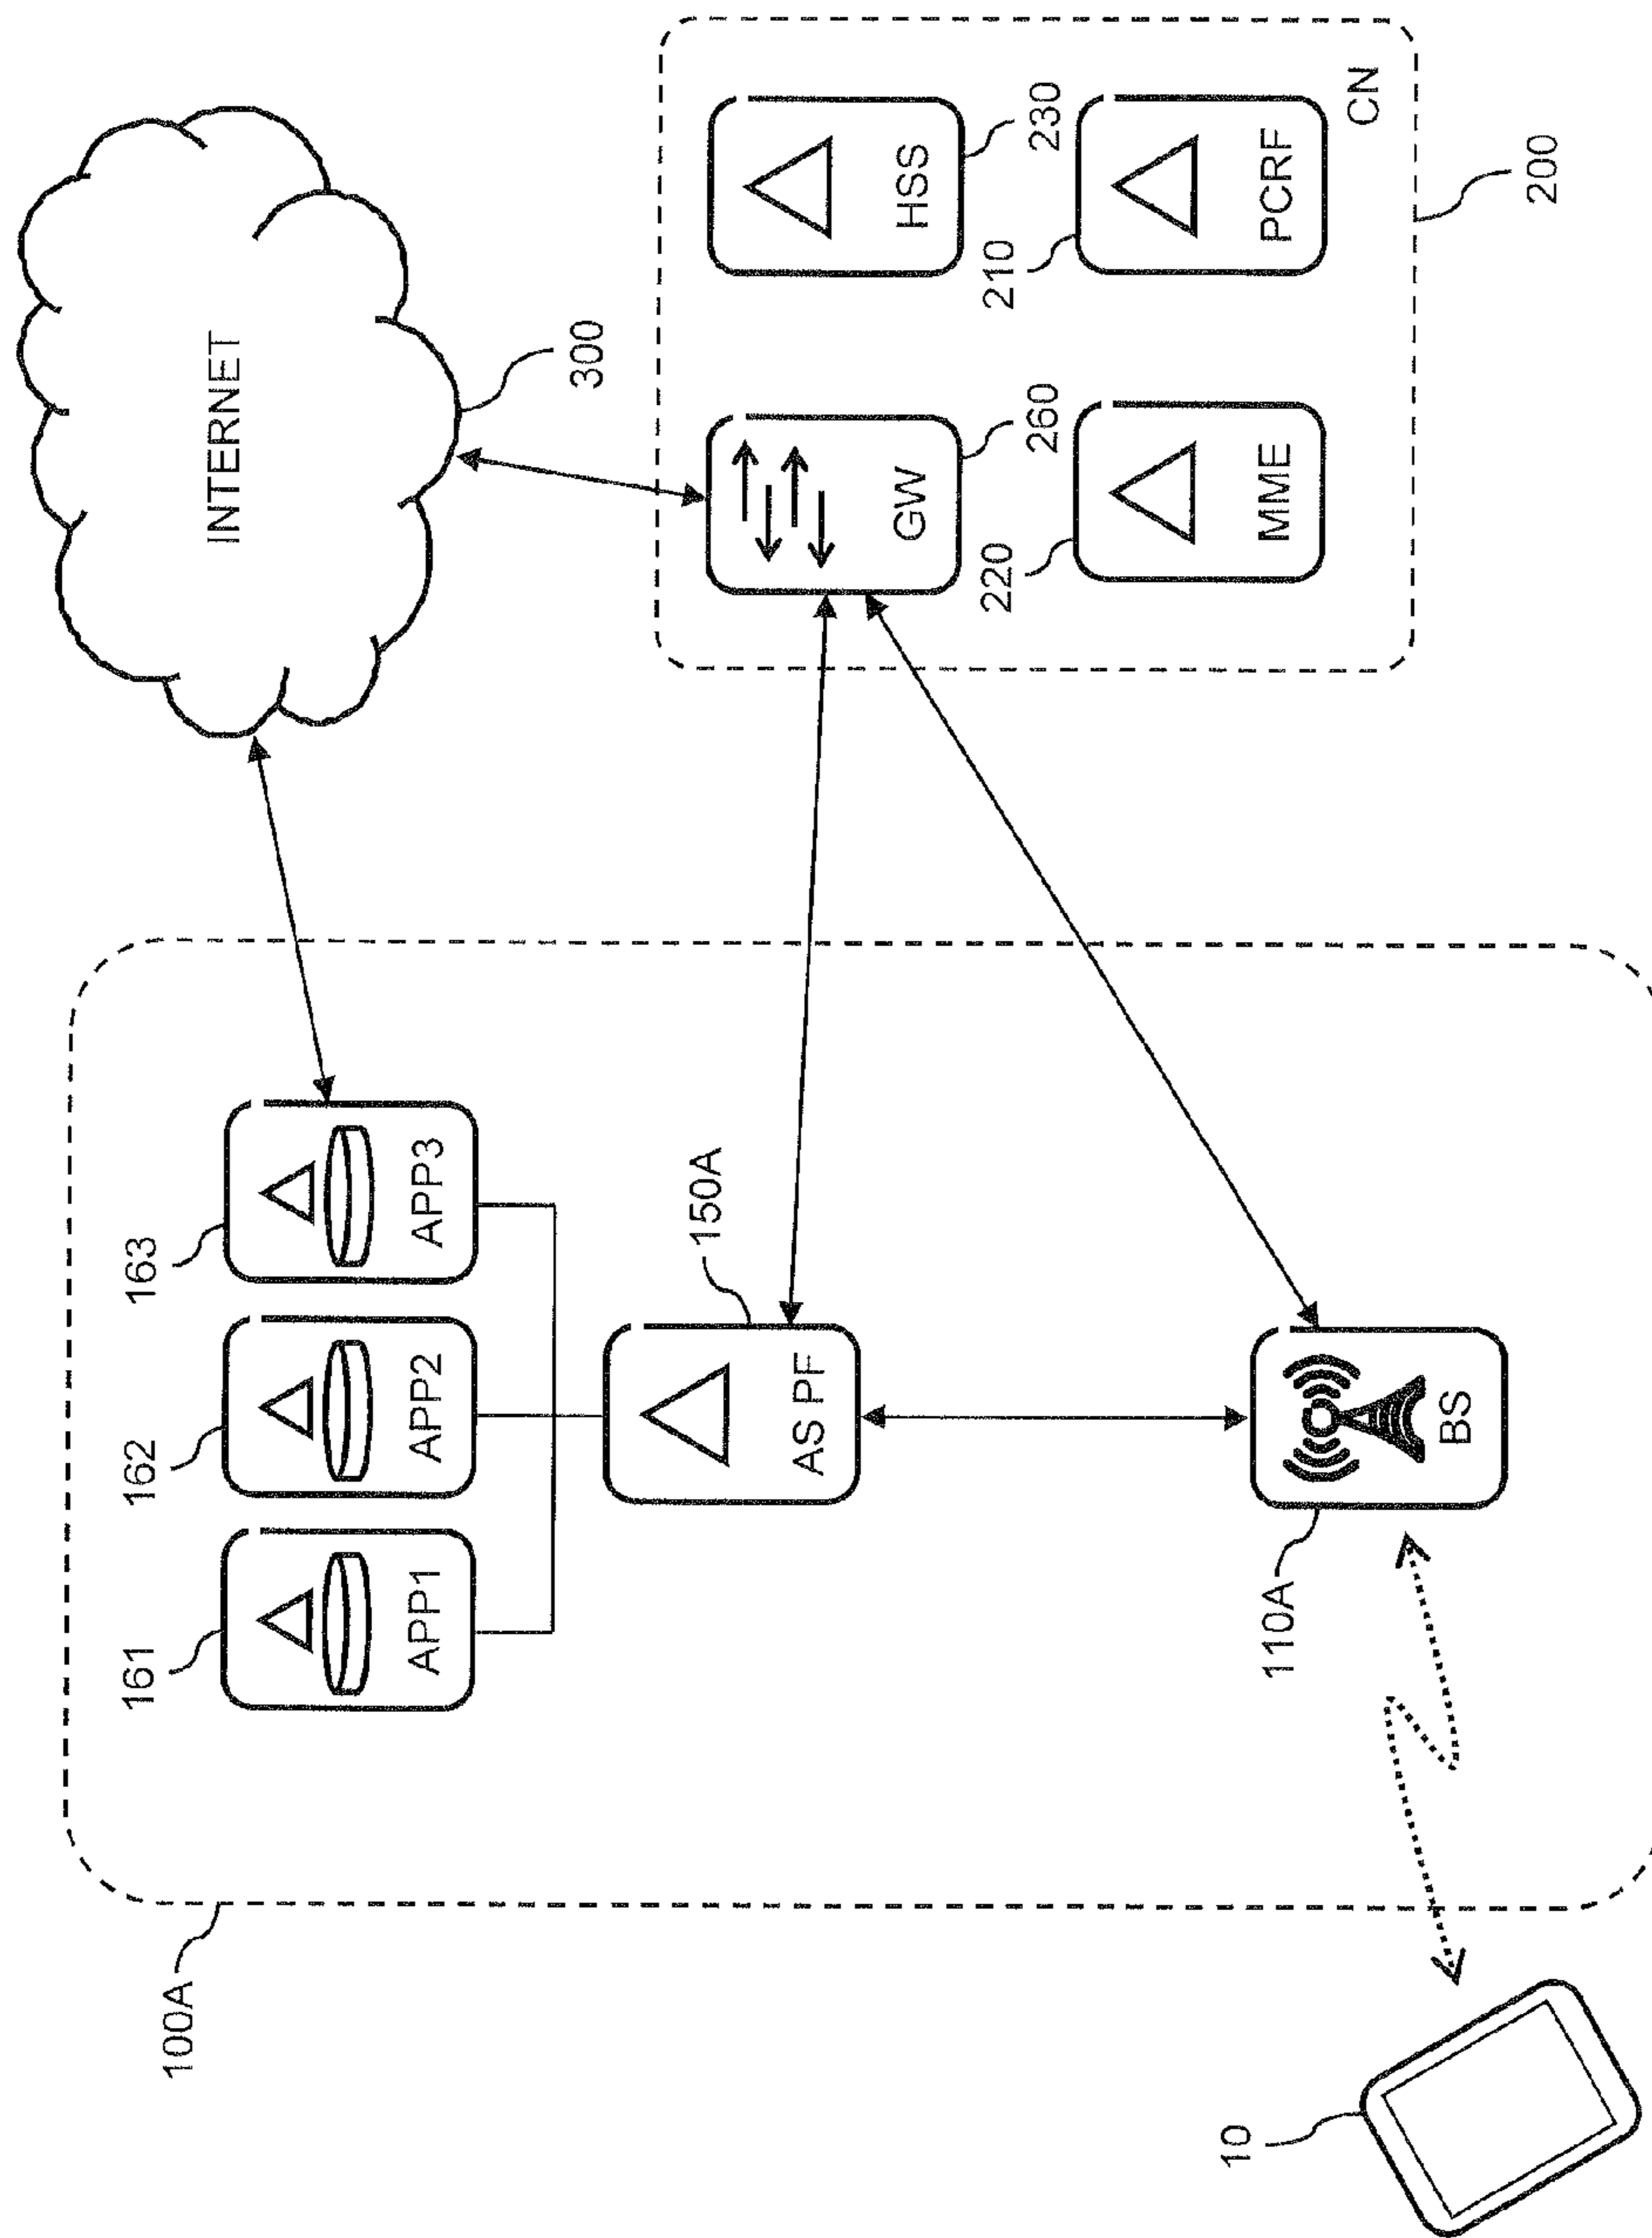 100A
161
162
163
APP1
APP2
APP3
INTERNET
300
150A
AS PF
GW
260
HSS
230
220
MME
210
PCRF
CN
200
110A
BS
10